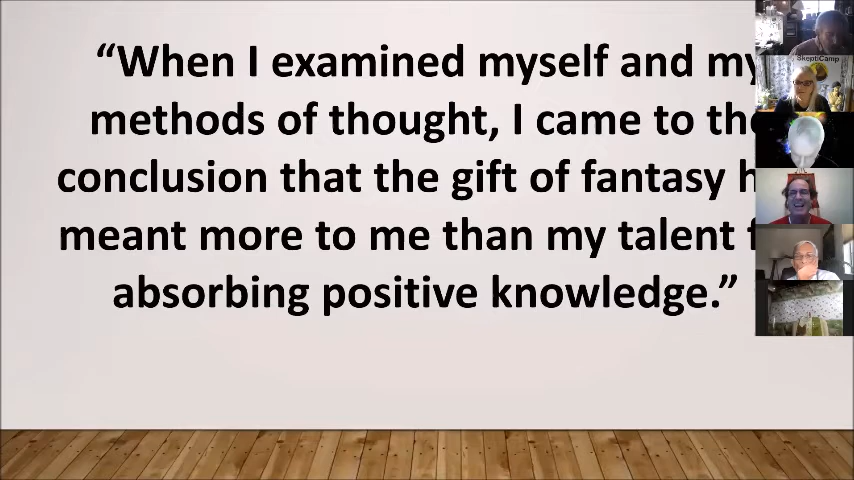 “When I examined myself and my
methods of thought, I came to the
conclusion that the gift of fantasy h
meant more to me than my talent f
absorbing positive knowledge.”
SkeptiCamp